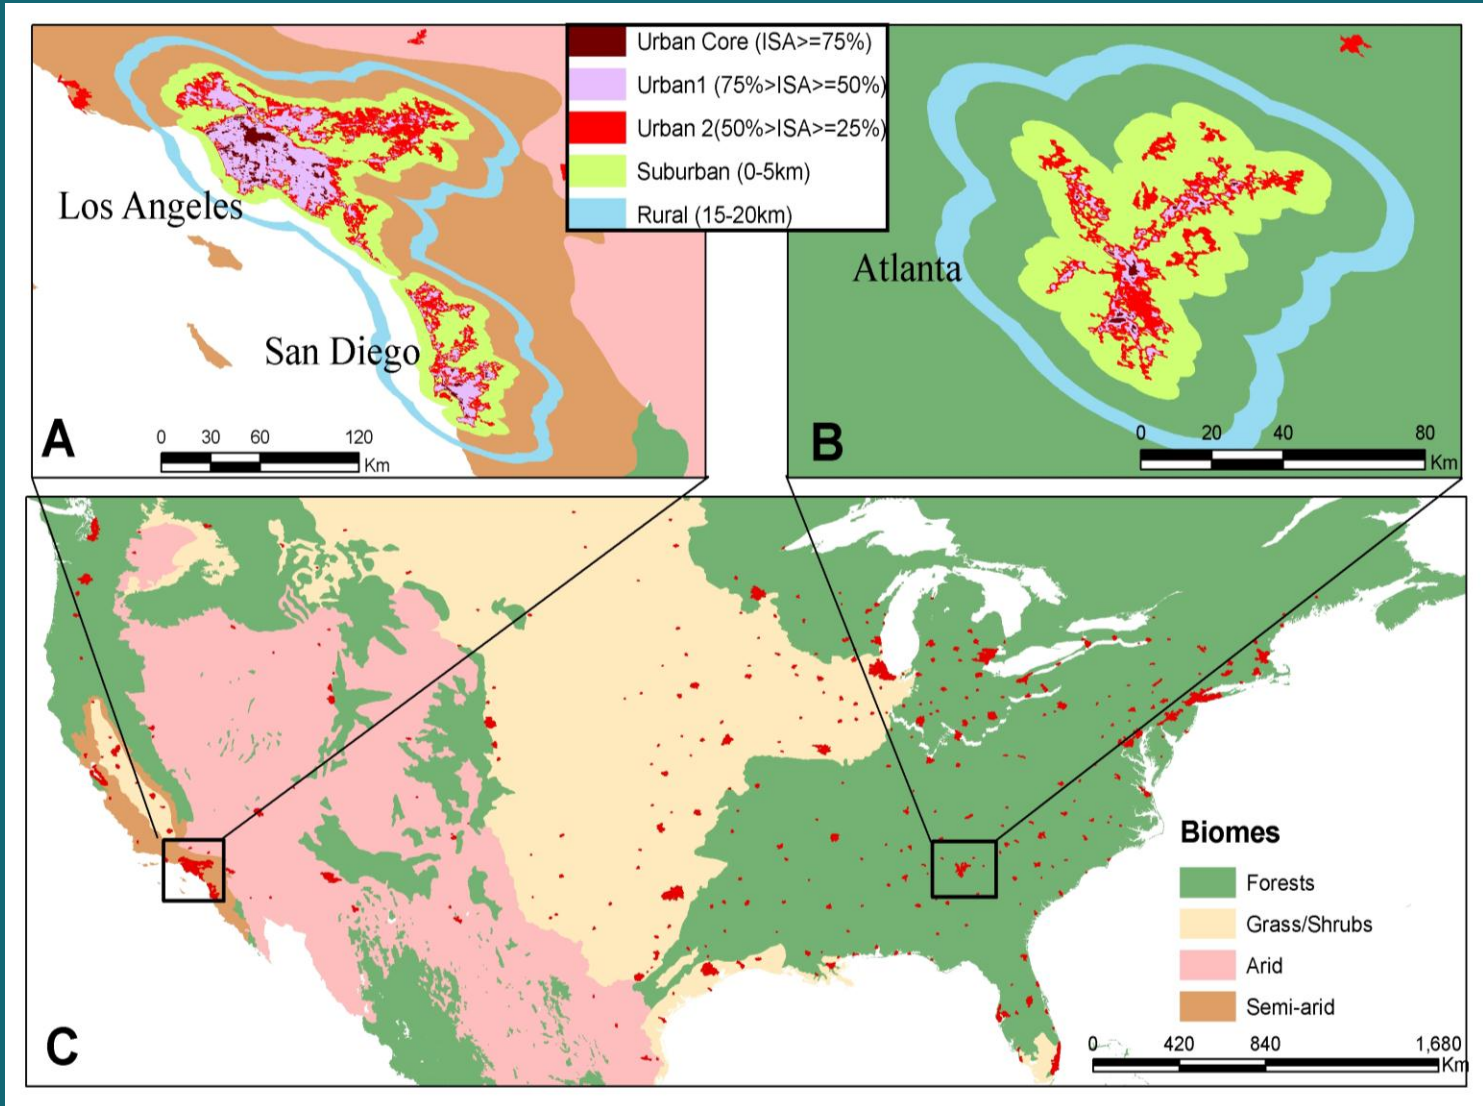 Urban Core (ISA>=75%)
Urban1 (75%>ISA>=50%)
Urban 2(50%>ISA>=25%)
Suburban (0-5km)
Rural (15-20km)
Los Angeles
San Diego
A
0 30 60 120
Km
Atlanta
B
0 20 40 80
Km
C
Biomes
Forests
Grass/Shrubs
Arid
Semi-arid
0 420 840 1,680
Km